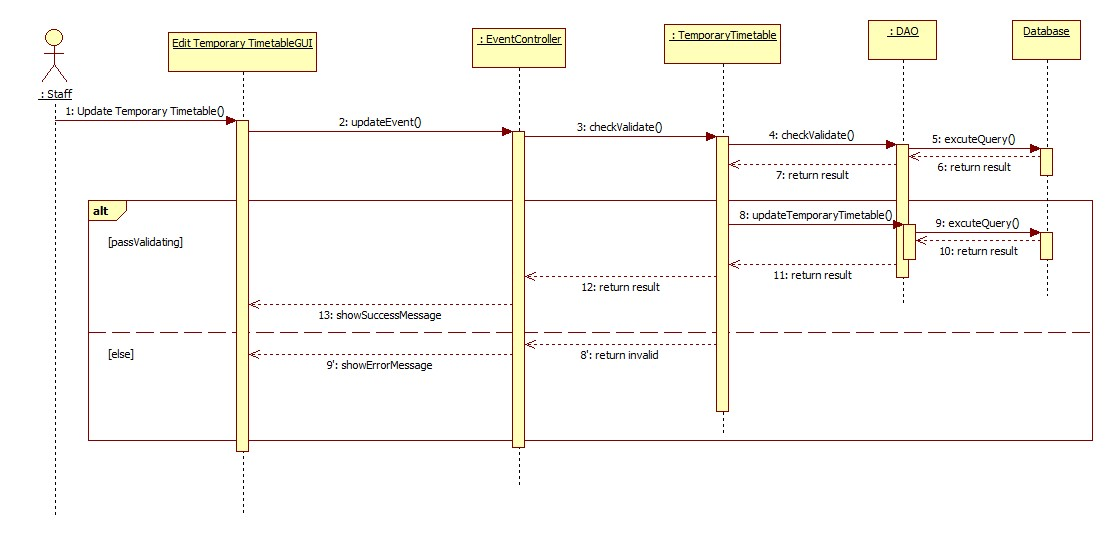 Edit Temporary TimetableGUI
: EventController
: TemporaryTimetable
: DAO
Database
: Staff
1: Update Temporary Timetable()
2: updateEvent()
3: checkValidate()
4: checkValidate()
5: excuteQuery()
6: return result
7: return result
alt
[passValidating]
8: updateTemporaryTimetable()
9: excuteQuery()
10: return result
11: return result
12: return result
13: showSuccessMessage
[else]
8': return invalid
9': showErrorMessage